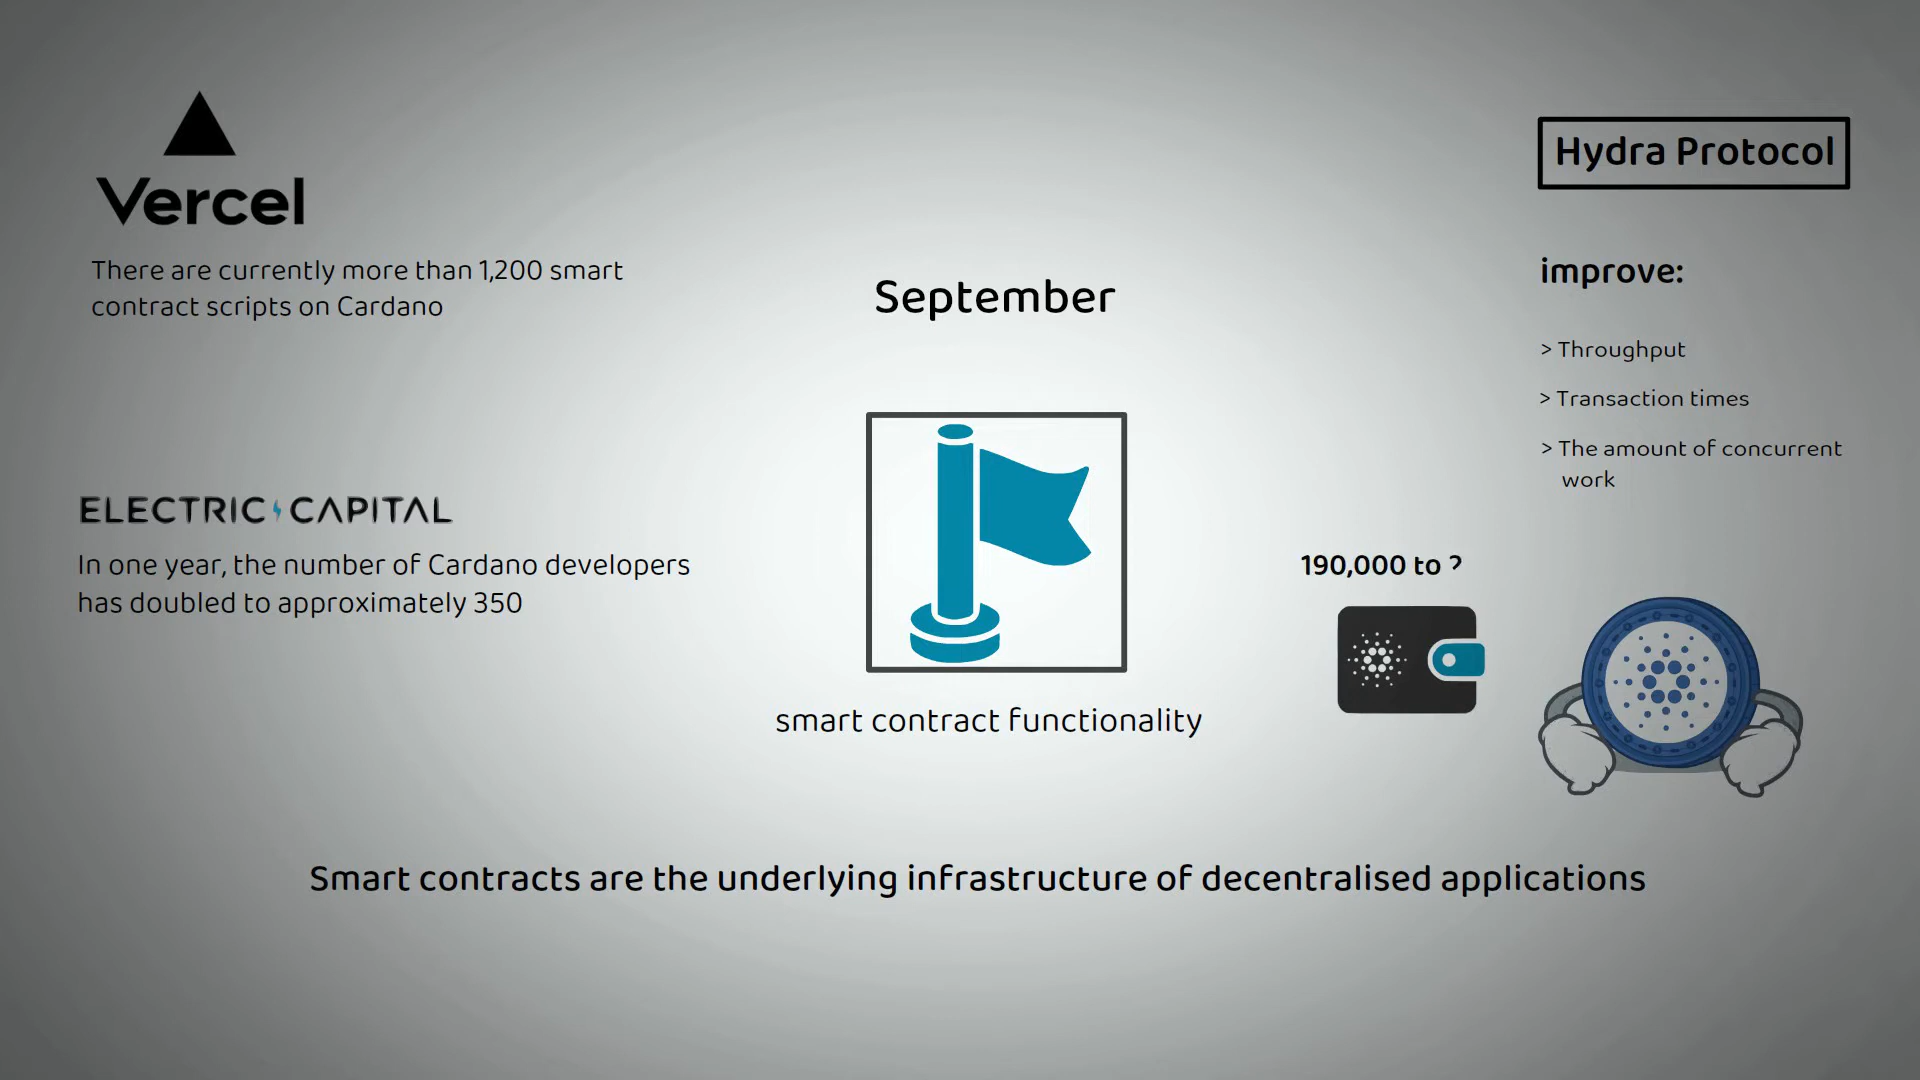 Vercel
There are currently more than 1,200 smart
contract scripts on Cardano
ELECTRIC CAPITAL
In one year, the number of Cardano developers
has doubled to approximately 350
September
smart contract functionality
Hydra Protocol
improve:
> Throughput
> Transaction times
> The amount of concurrent
work
190,000 to
Smart contracts are the underlying infrastructure of decentralised applications